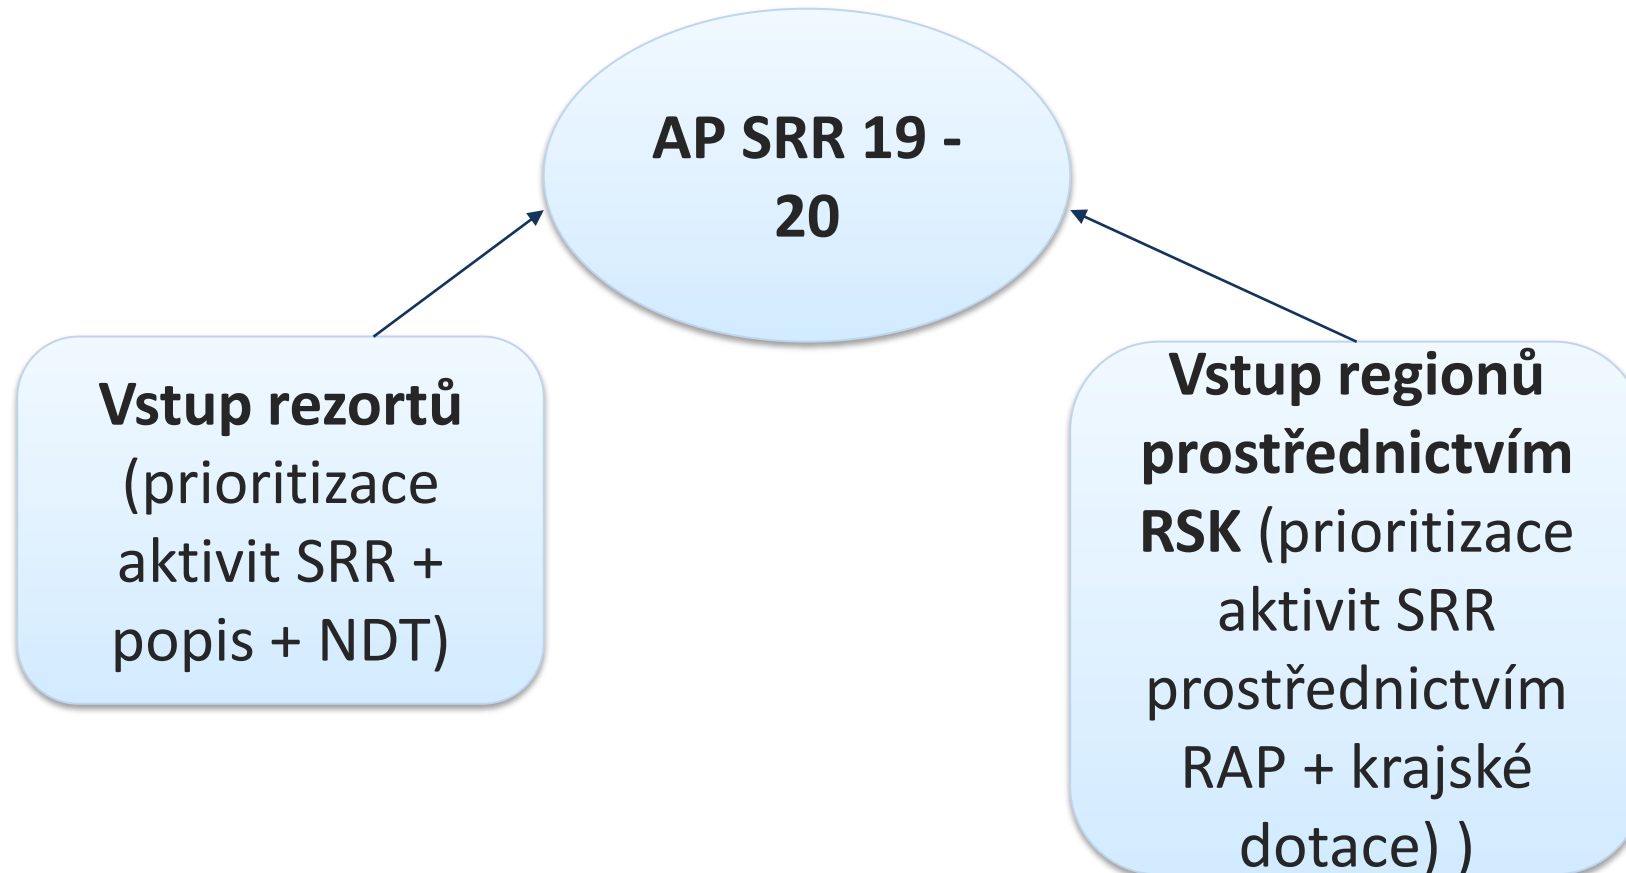 AP SRR 19 -
20
Vstup rezortů
(prioritizace
aktivit SRR +
popis + NDT)
Vstup regionů
prostřednictvím
RSK (prioritizace
aktivit SRR
prostřednictvím
RAP + krajské
dotace) )